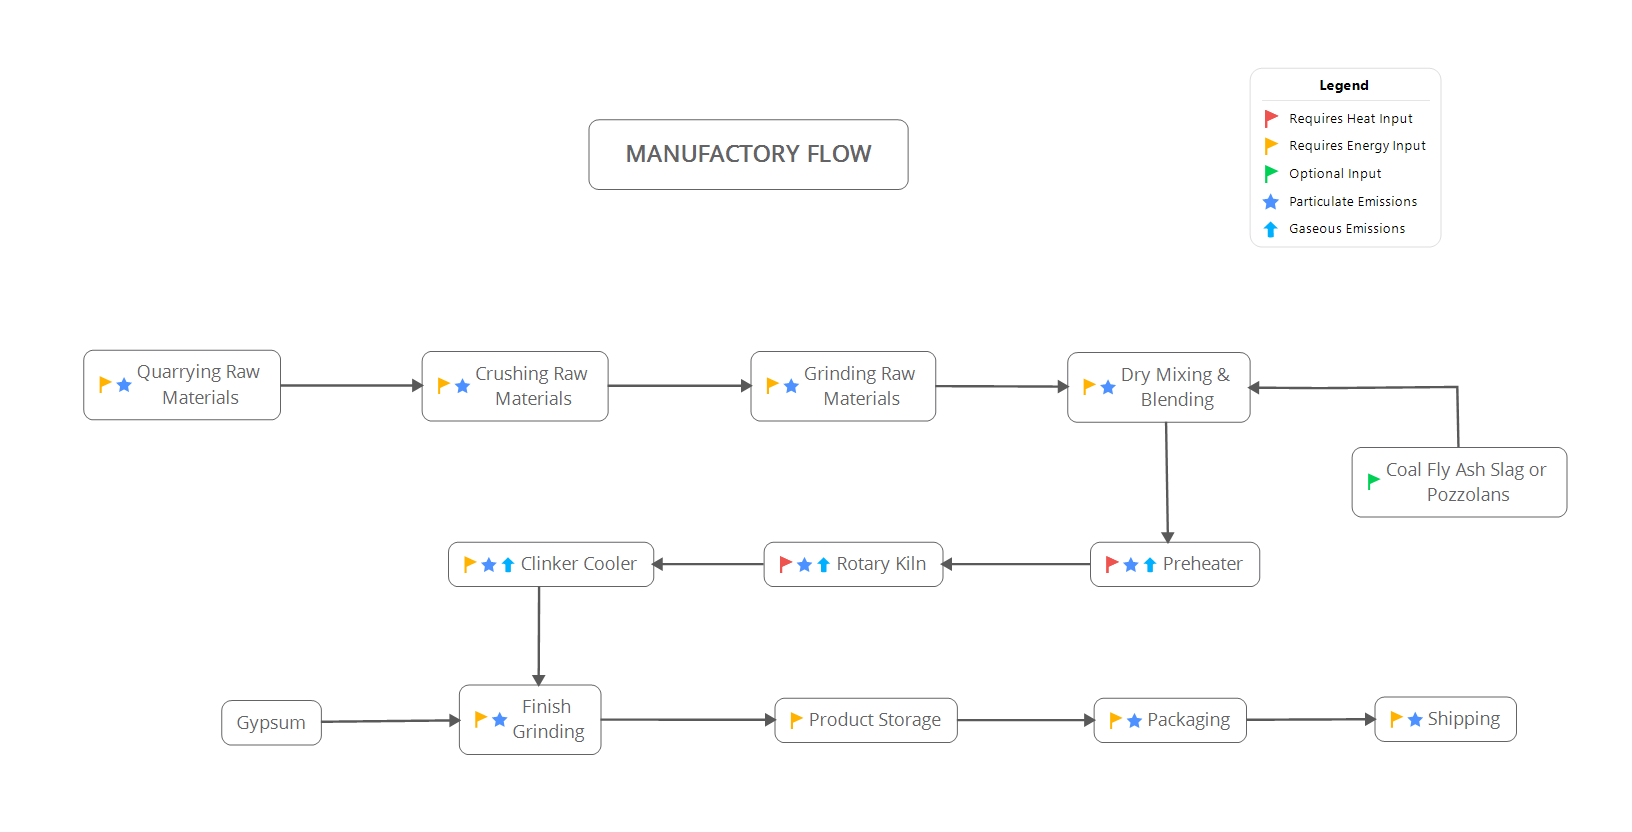 Legend
Requires Heat Input
Requires Energy Input
Optional Input
Particulate Emissions
Gaseous Emissions
MANUFACTORY FLOW
Quarrying Raw
Materials
Crushing Raw
Materials
Grinding Raw
Materials
Dry Mixing &
Blending
Coal Fly Ash Slag or
Pozzolans
Clinker Cooler
Rotary Kiln
Preheater
Gypsum
Finish
Grinding
Product Storage
Packaging
Shipping